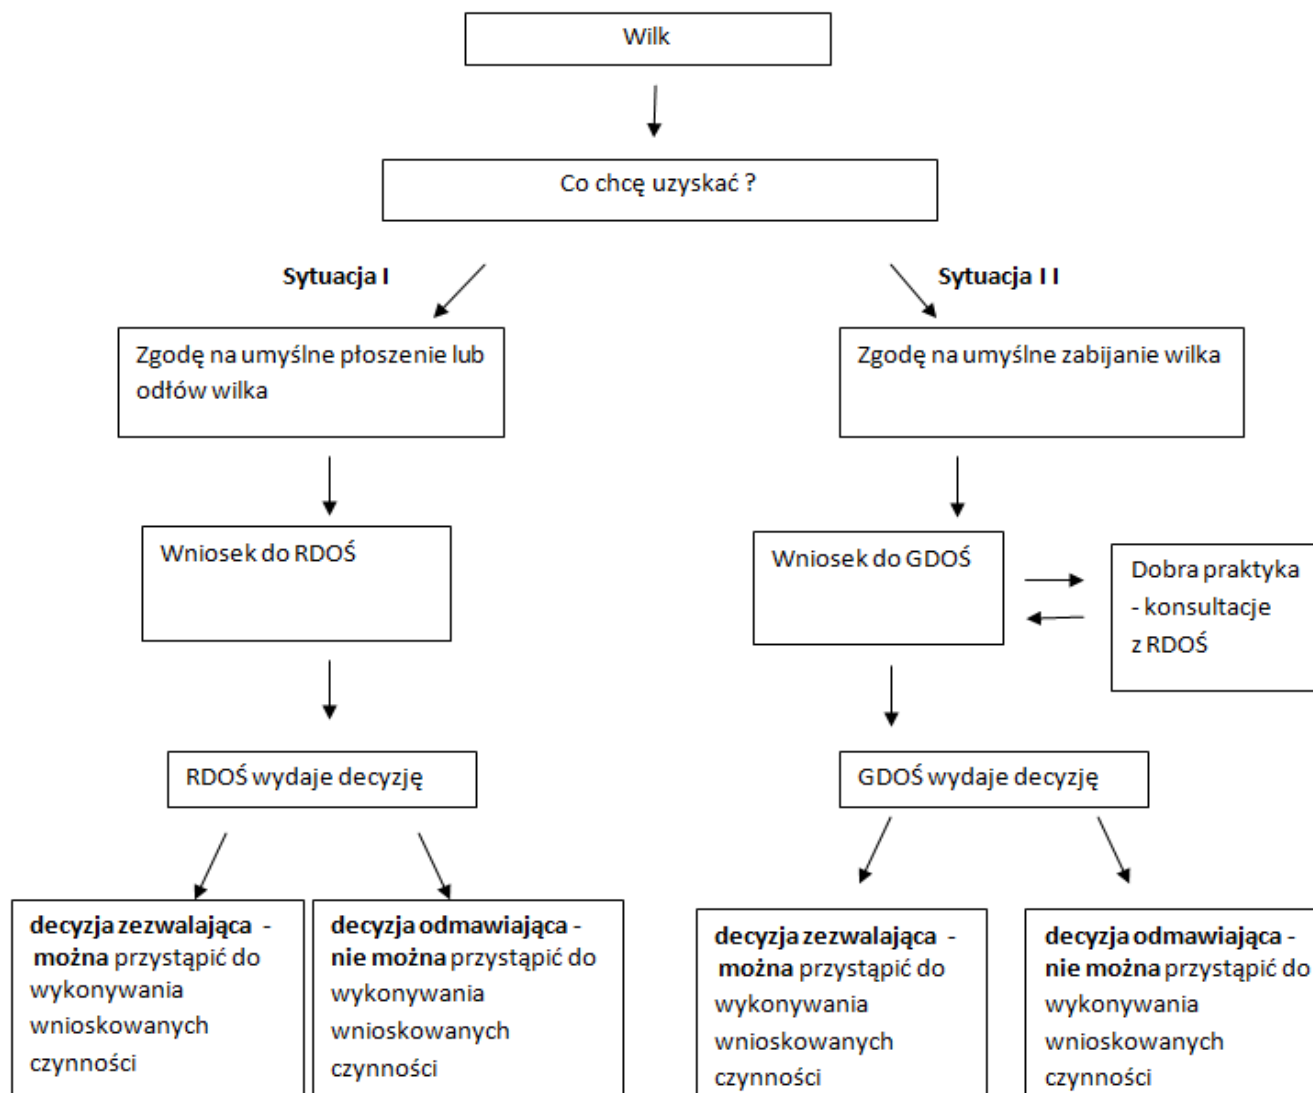 Wilk
Co chcę uzyskać ?
Sytuacja I
Sytuacja I I
Zgodę na umyślne płoszenie lub
odłów wilka
Zgodę na umyślne zabijanie wilka
Wniosek do RDOŚ
Wniosek do GDOŚ
Dobra praktyka
- konsultacje
z RDOŚ
RDOŚ wydaje decyzję
GDOŚ wydaje decyzję
decyzja zezwalająca -
można przystąpić do
wykonywania
wnioskowanych
czynności
decyzja odmawiająca -
nie można przystąpić do
wykonywania
wnioskowanych
czynności
decyzja zezwalająca -
można przystąpić do
wykonywania
wnioskowanych
czynności
decyzja odmawiająca -
nie można przystąpić do
wykonywania
wnioskowanych
czynności